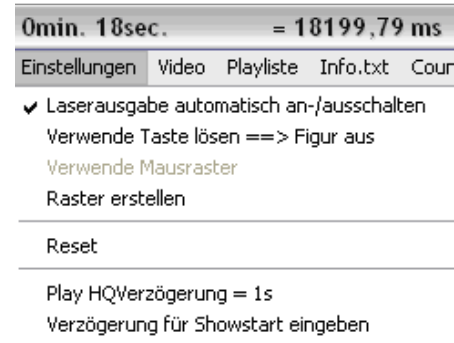 0min. 18sec. = 18199,79 ms
Einstellungen Video Playliste Info.txt
Laserausgabe automatisch an-/ausschalten
Verwende Taste lösen ==> Figur aus
Verwende Mausraster
Raster erstellen
Reset
Play HQVerzögerung = 1s
Verzögerung für Showstart eingeben